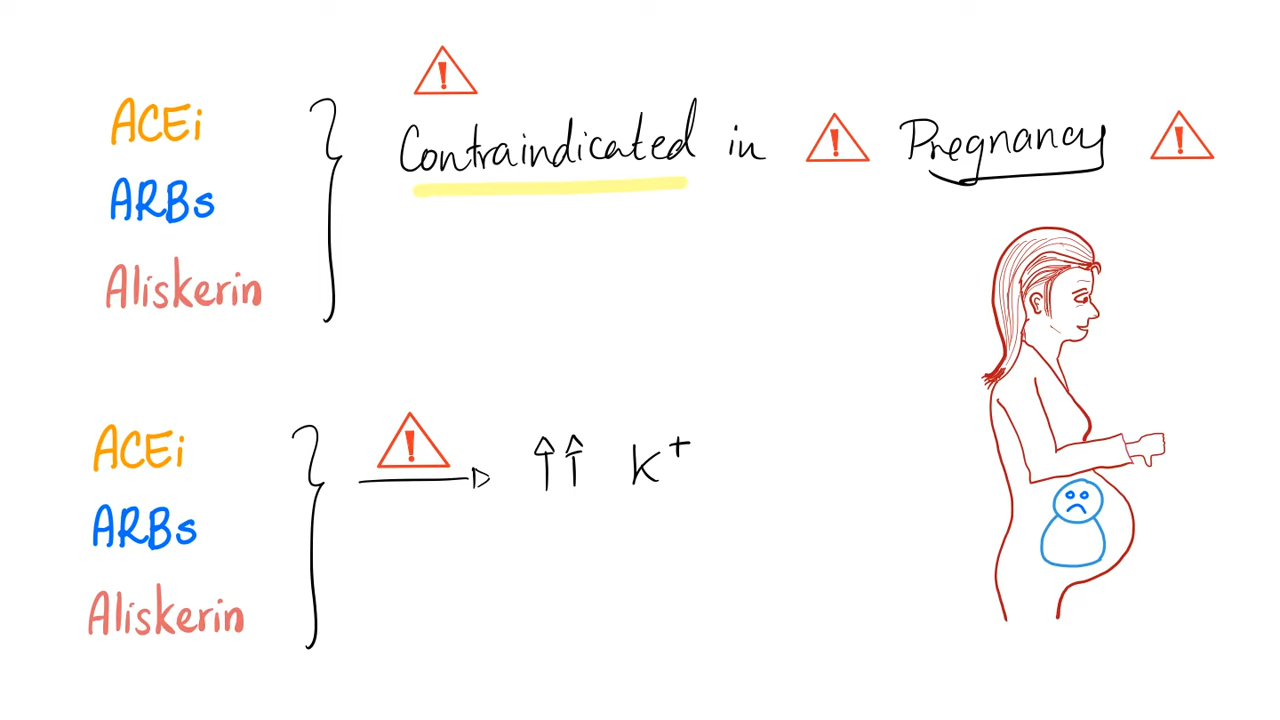 ACEi
ARBs
Aliskerin
Contraindicated in Pregnancy
ACEi
ARBs
Aliskerin
↑↑ K+